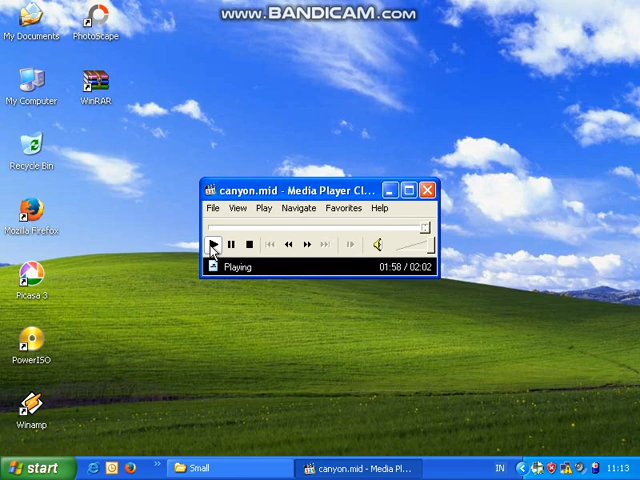 www.BANDICAM.com
My Documents
PhotoScape
My Computer
WinRAR
Recycle Bin
Mozilla Firefox
Picasa 3
PowerISO
Winamp
canyon.mid - Media Player Cl...
File View Play Navigate Favorites Help
Playing 01:58 / 02:02
start
Small
canyon.mid - Media Pl...
IN
11:13